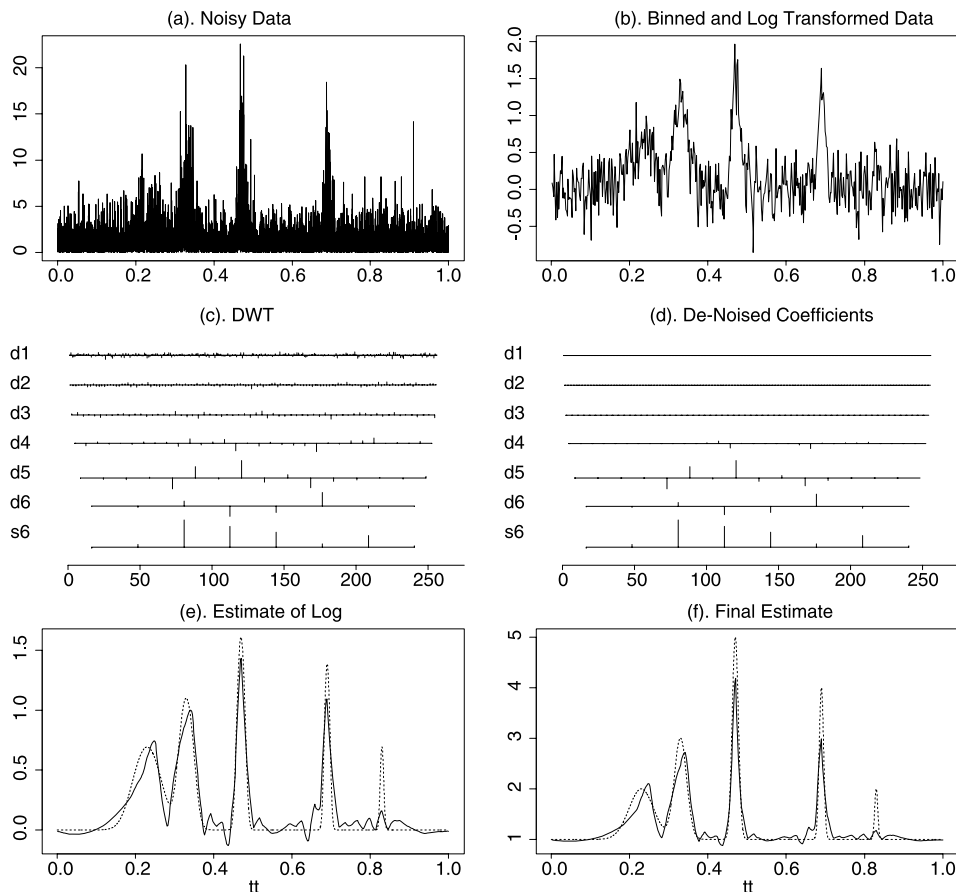 (a). Noisy Data
(b). Binned and Log Transformed Data
20
15
10
5
0
0.0 0.2 0.4 0.6 0.8 1.0
2.0
1.5
1.0
0.5
0.0
-0.5
0.0 0.2 0.4 0.6 0.8 1.0
(c). DWT
(d). De-Noised Coefficients
d1
d2
d3
d4
d5
d6
s6
0 50 100 150 200 250
d1
d2
d3
d4
d5
d6
s6
0 50 100 150 200 250
(e). Estimate of Log
(f). Final Estimate
1.5
1.0
0.5
0.0
0.0 0.2 0.4 0.6 0.8 1.0
tt
5
4
3
2
1
0.0 0.2 0.4 0.6 0.8 1.0
tt